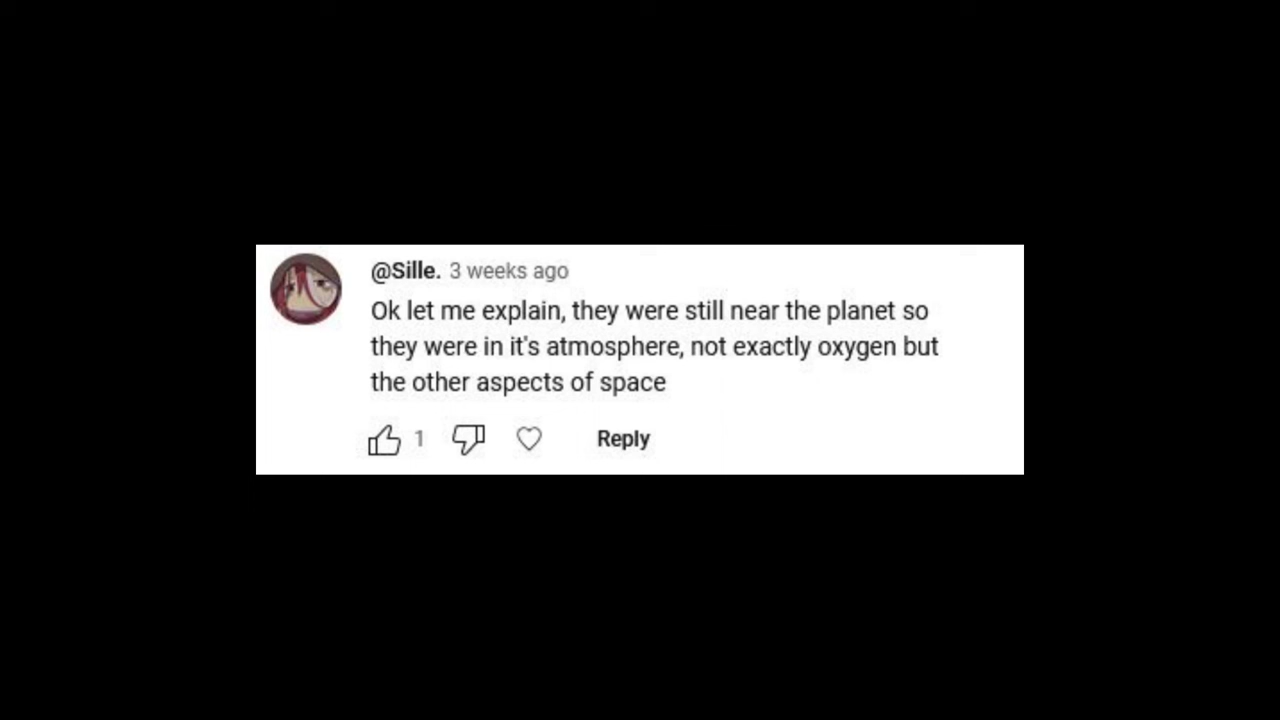 @Sille. 3 weeks ago
Ok let me explain, they were still near the planet so
they were in it's atmosphere, not exactly oxygen but
the other aspects of space
1 Reply